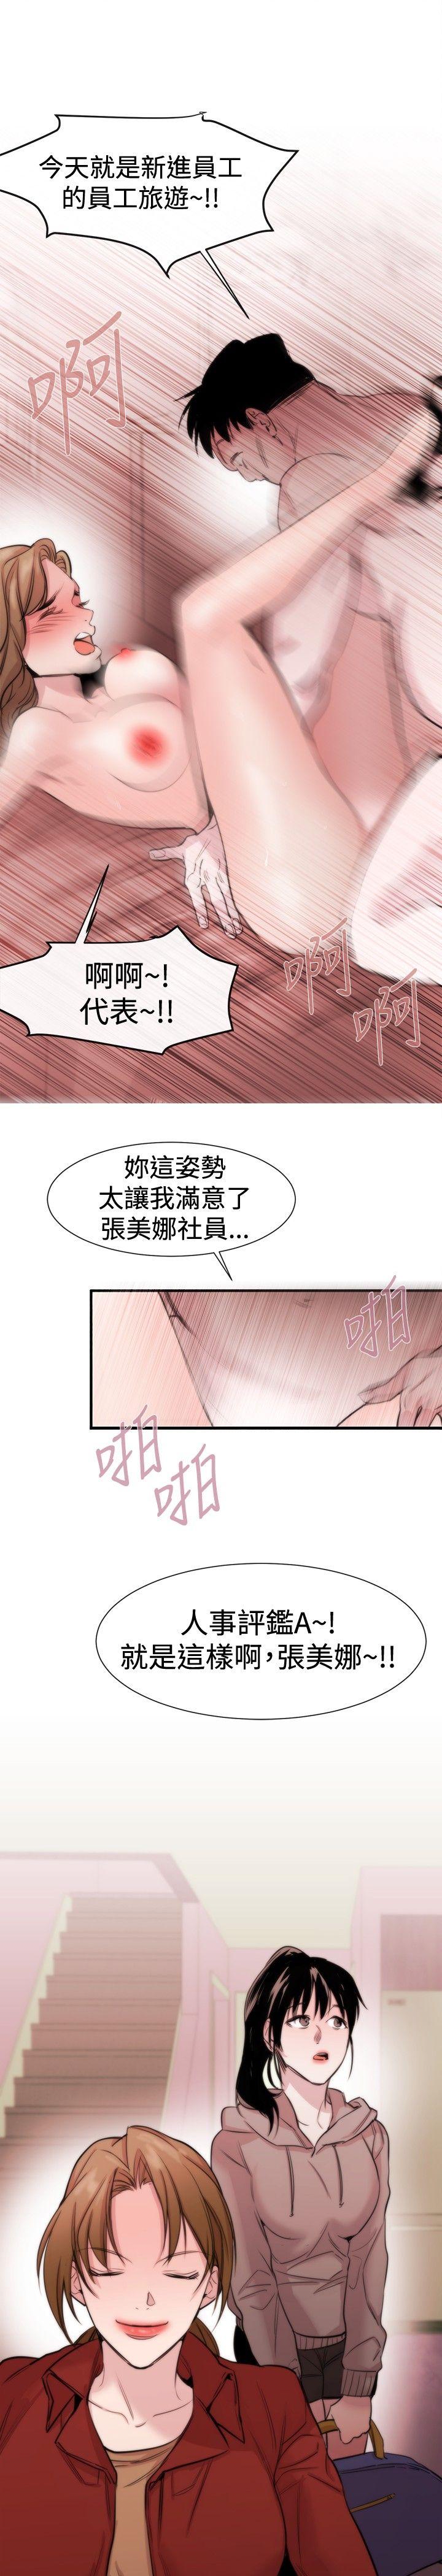 今天就是新進員工
的員工旅遊~!!
啊
啊
啊啊~!
代表~!!
啊
啊
妳這姿勢
太讓我滿意了
張美娜社員...
啪
啪
啪
人事評鑑A~!
就是這樣啊,張美娜~!!